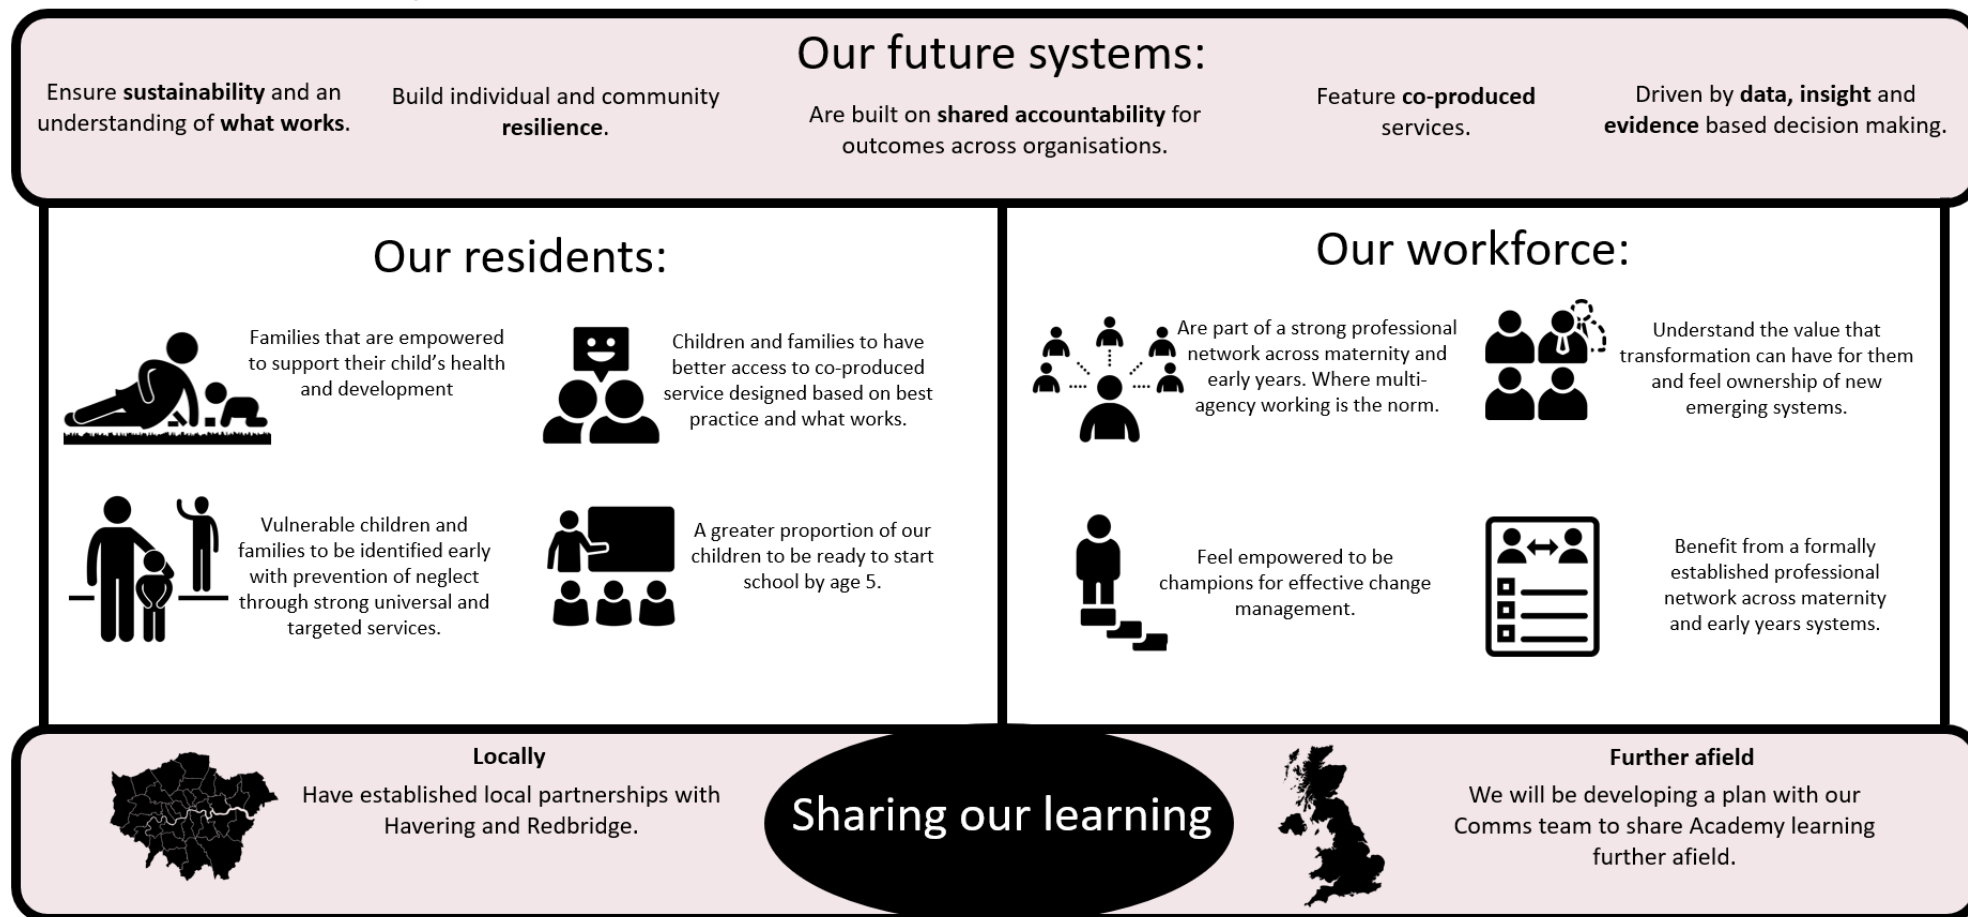 Our future systems:
Ensure sustainability and an
understanding of what works.
Build individual and community
resilience.
Are built on shared accountability for
outcomes across organisations.
Feature co-produced
services.
Driven by data, insight and
evidence based decision making.
Our residents:
Families that are empowered
to support their child's health
and development
Children and families to have
better access to co-produced
service designed based on best
practice and what works.
Vulnerable children and
families to be identified early
with prevention of neglect
through strong universal and
targeted services.
A greater proportion of our
children to be ready to start
school by age 5.
Our workforce:
Are part of a strong professional
network across maternity and
early years. Where multi-
agency working is the norm.
Understand the value that
transformation can have for them
and feel ownership of new
emerging systems.
Feel empowered to be
champions for effective change
management.
Benefit from a formally
established professional
network across maternity
and early years systems.
Locally
Have established local partnerships with
Havering and Redbridge.
Sharing our learning
Further afield
We will be developing a plan with our
Comms team to share Academy learning
further afield.